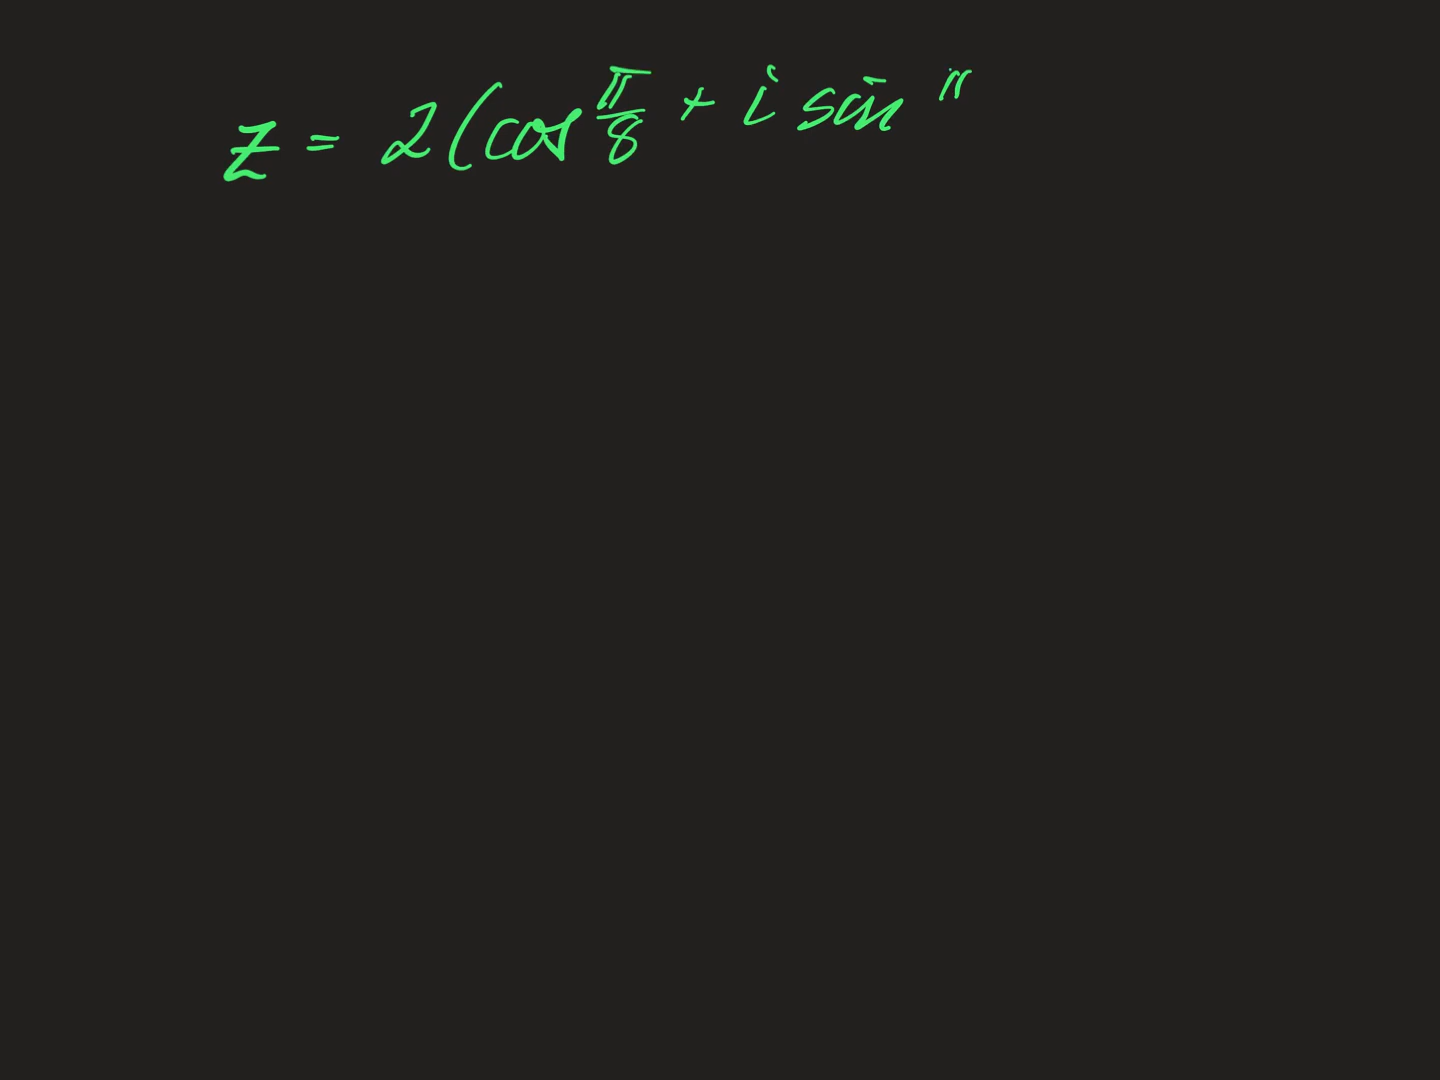 z = 2(cos π/8 + i sin